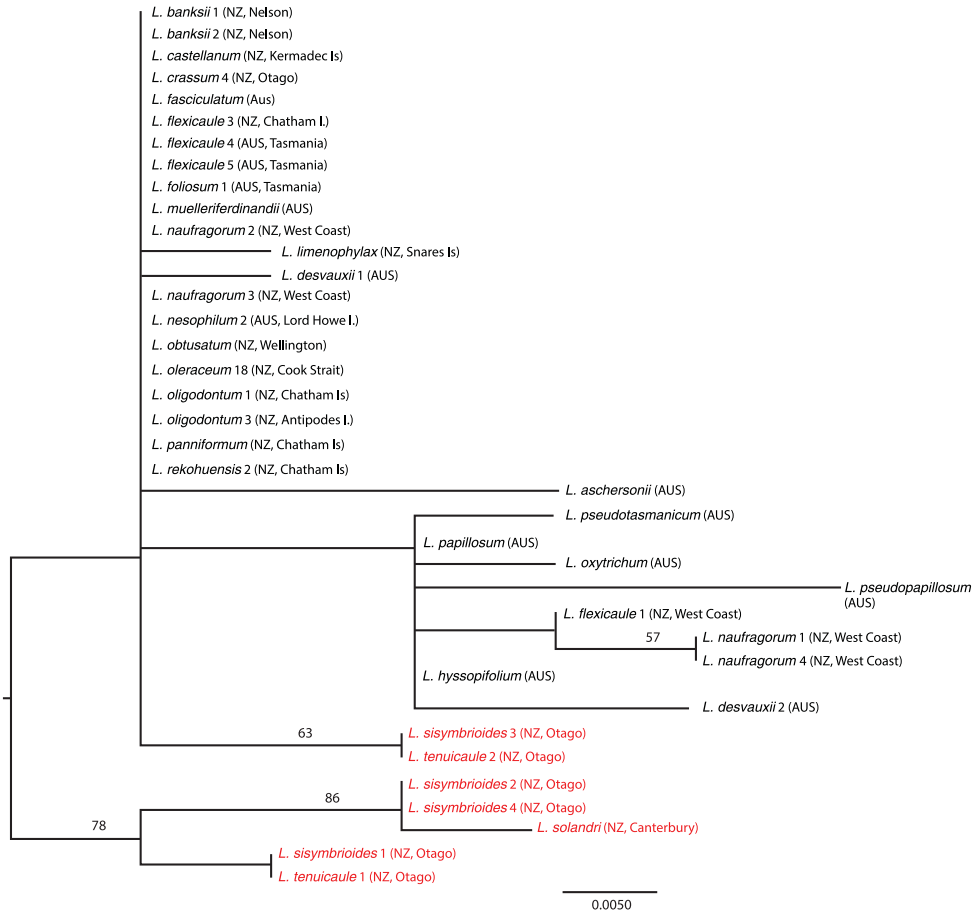 L. banksii 1 (NZ, Nelson)
L. banksii 2 (NZ, Nelson)
L. castellanum (NZ, Kermadec Is)
L. crassum 4 (NZ, Otago)
L. fasciculatum (Aus)
L. flexicaule 3 (NZ, Chatham I.)
L. flexicaule 4 (AUS, Tasmania)
L. flexicaule 5 (AUS, Tasmania)
L. foliosum 1 (AUS, Tasmania)
L. muelleriferdinandii (AUS)
L. naufragorum 2 (NZ, West Coast)
L. limenophylax (NZ, Snares Is)
L. desvauxii 1 (AUS)
L. naufragorum 3 (NZ, West Coast)
L. nesophilum 2 (AUS, Lord Howe I.)
L. obtusatum (NZ, Wellington)
L. oleraceum 18 (NZ, Cook Strait)
L. oligodontum 1 (NZ, Chatham Is)
L. oligodontum 3 (NZ, Antipodes I.)
L. panniformum (NZ, Chatham Is)
L. rekohuensis 2 (NZ, Chatham Is)
L. aschersonii (AUS)
L. pseudotasmanicum (AUS)
L. papillosum (AUS)
L. oxytrichum (AUS)
L. pseudopapillosum
(AUS)
L. flexicaule 1 (NZ, West Coast)
57
L. naufragorum 1 (NZ, West Coast)
L. naufragorum 4 (NZ, West Coast)
L. hyssopifolium (AUS)
L. desvauxii 2 (AUS)
63
L. sisymbrioides 3 (NZ, Otago)
L. tenuicaule 2 (NZ, Otago)
L. sisymbrioides 2 (NZ, Otago)
86
L. sisymbrioides 4 (NZ, Otago)
L. solandri (NZ, Canterbury)
78
L. sisymbrioides 1 (NZ, Otago)
L. tenuicaule 1 (NZ, Otago)
0.0050